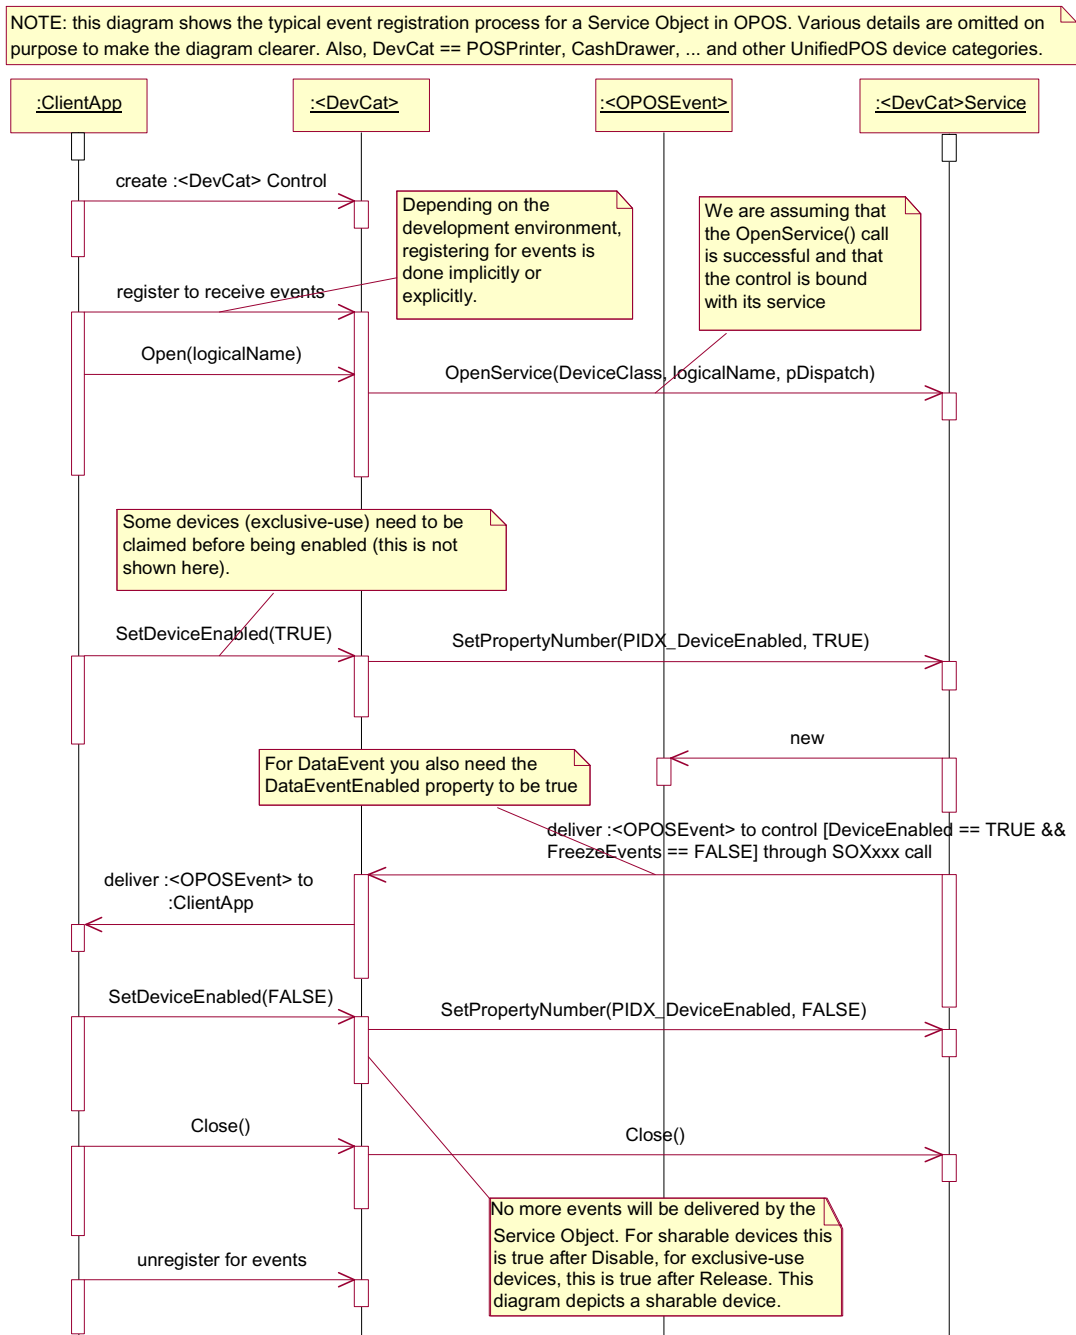 NOTE: this diagram shows the typical event registration process for a Service Object in OPOS. Various details are omitted on
purpose to make the diagram clearer. Also, DevCat == POSPrinter, CashDrawer, ... and other UnifiedPOS device categories.
:ClientApp
:<DevCat>
:<OPOSEvent>
:<DevCat>Service
create :<DevCat> Control
Depending on the
development environment,
registering for events is
done implicitly or
explicitly.
We are assuming that
the OpenService() call
is successful and that
the control is bound
with its service
register to receive events
Open(logicalName)
OpenService(DeviceClass, logicalName, pDispatch)
Some devices (exclusive-use) need to be
claimed before being enabled (this is not
shown here).
SetDeviceEnabled(TRUE)
SetPropertyNumber(PIDX_DeviceEnabled, TRUE)
new
For DataEvent you also need the
DataEventEnabled property to be true
deliver :<OPOSEvent> to control [DeviceEnabled == TRUE &&
FreezeEvents == FALSE] through SOXxxx call
deliver :<OPOSEvent> to
:ClientApp
SetDeviceEnabled(FALSE)
SetPropertyNumber(PIDX_DeviceEnabled, FALSE)
Close()
Close()
No more events will be delivered by the
Service Object. For sharable devices this
is true after Disable, for exclusive-use
devices, this is true after Release. This
diagram depicts a sharable device.
unregister for events